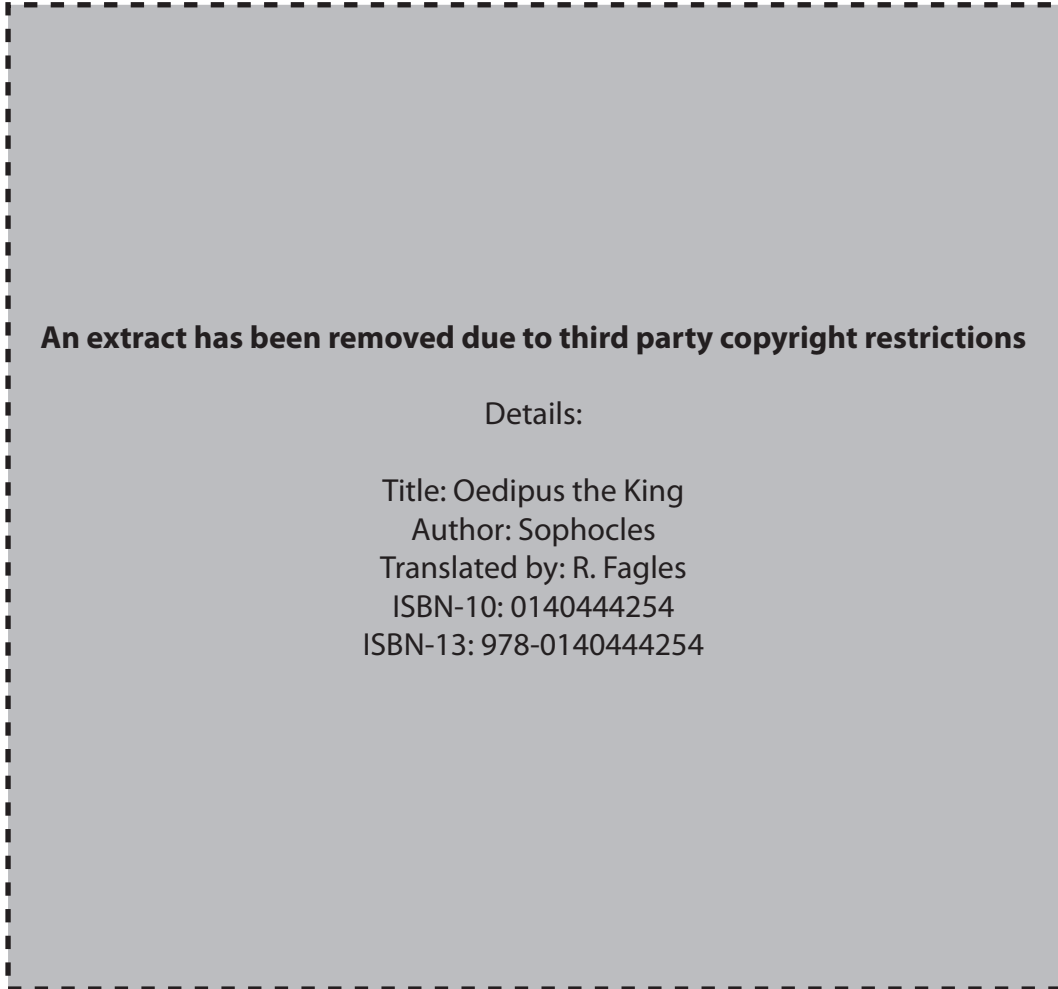 An extract has been removed due to third party copyright restrictions
Details:
Title: Oedipus the King
Author: Sophocles
Translated by: R. Fagles
ISBN-10: 0140444254
ISBN-13: 978-0140444254